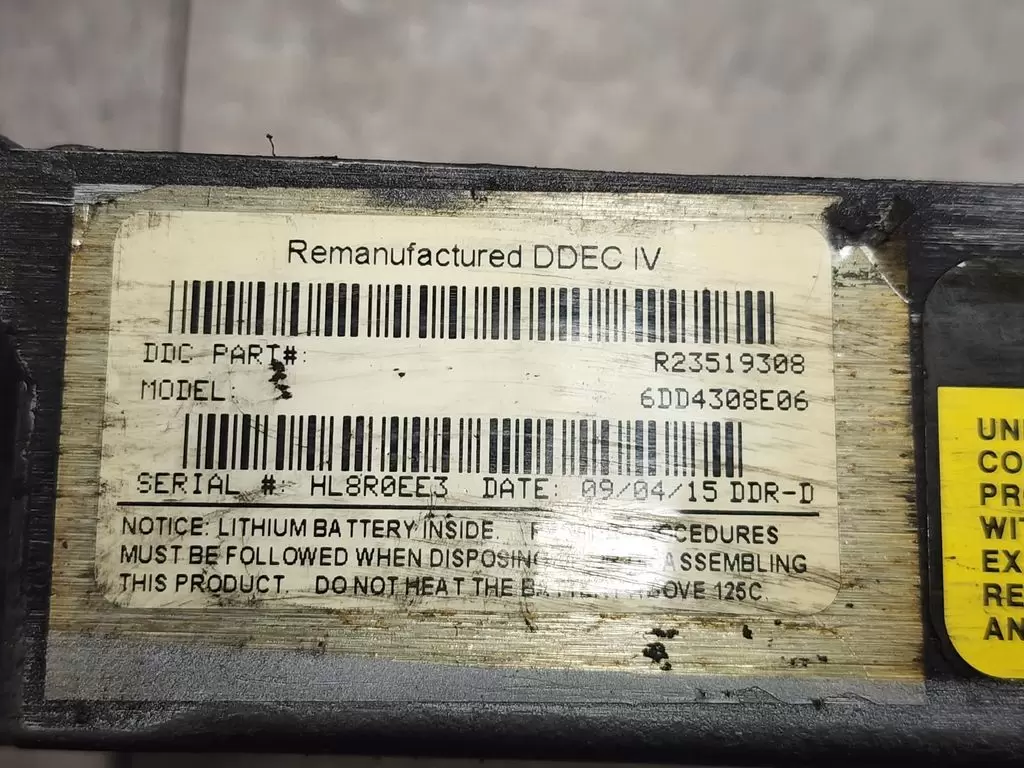 Remanufactured DDEC IV
DDC PART#: R23519308
MODEL: 6DD4308E06
SERIAL #: HL8R0EE3 DATE: 09/04/15 DDR-D
NOTICE: LITHIUM BATTERY INSIDE.
MUST BE FOLLOWED WHEN DISPOSING ASSEMBLING
THIS PRODUCT. DO NOT HEAT THE BATTERY ABOVE 125C.
UN
CO
PR
WIT
EX
RE
AN